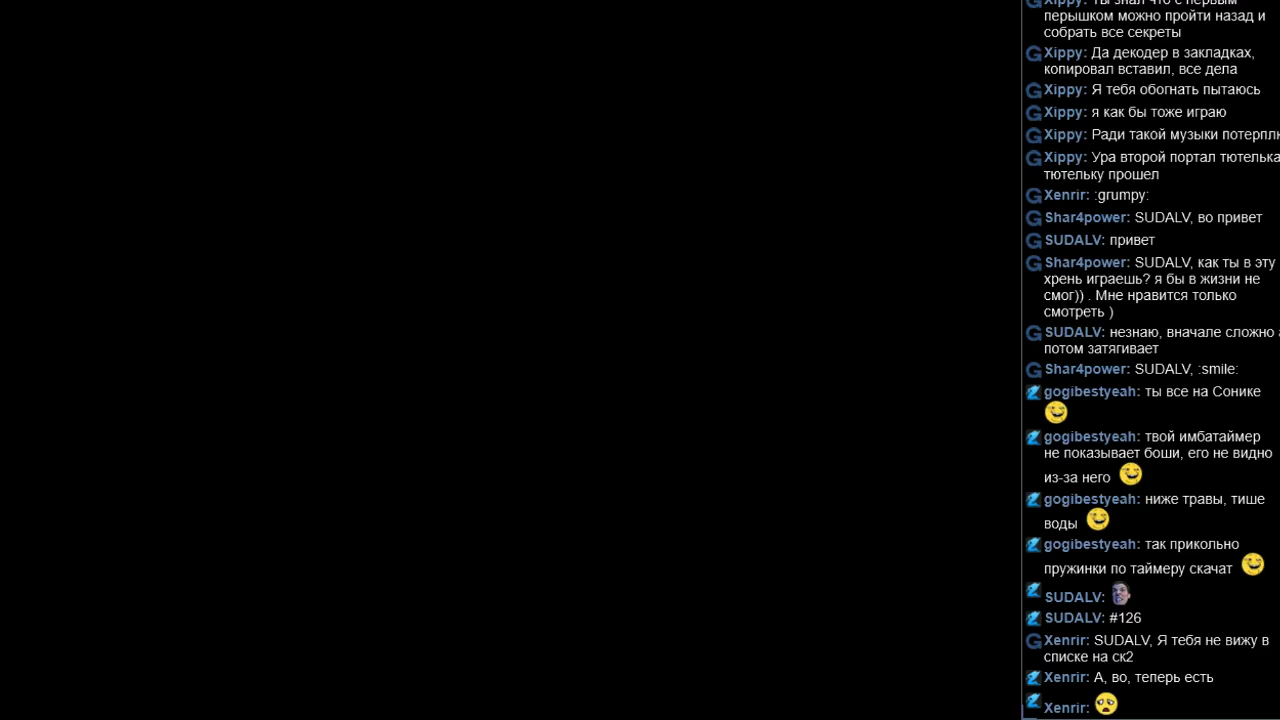 Xippy: Ты знал что с первым
перышком можно пройти назад и
собрать все секреты
Xippy: Да декодер в закладках,
копировал вставил, все дела
Xippy: Я тебя обогнать пытаюсь
Xippy: я как бы тоже играю
Xippy: Ради такой музыки потерплю
Xippy: Ура второй портал тютелька
тютельку прошел
Xenrir: :grumpy:
Shar4power: SUDALV, во привет
SUDALV: привет
Shar4power: SUDALV, как ты в эту
хрень играешь? я бы в жизни не
смог)) . Мне нравится только
смотреть )
SUDALV: незнаю, вначале сложно а
потом затягивает
Shar4power: SUDALV, :smile:
gogibestyeah: ты все на Сонике
gogibestyeah: твой имбатаймер
не показывает боши, его не видно
из-за него
gogibestyeah: ниже травы, тише
воды
gogibestyeah: так прикольно
пружинки по таймеру скачат
SUDALV:
SUDALV: #126
Xenrir: SUDALV, Я тебя не вижу в
списке на ск2
Xenrir: А, во, теперь есть
Xenrir: